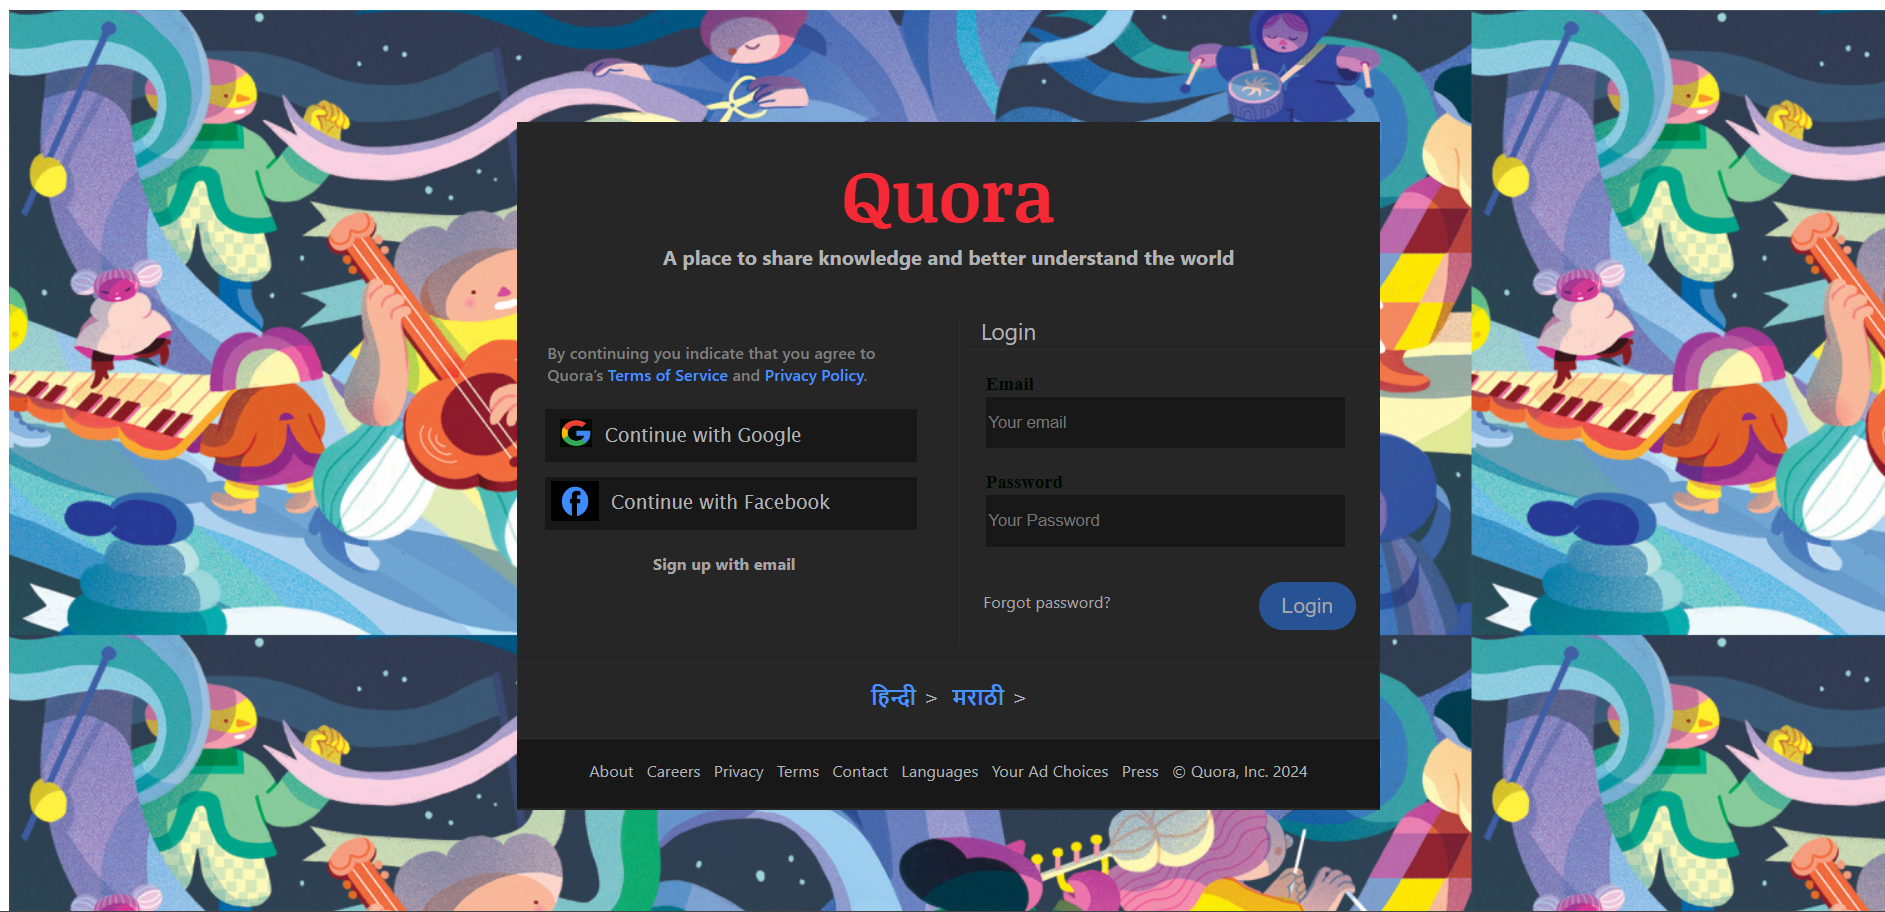 Quora
A place to share knowledge and better understand the world
By continuing you indicate that you agree to
Quora's Terms of Service and Privacy Policy.
Continue with Google
Continue with Facebook
Sign up with email
Login
Email
Your email
Password
Your Password
Forgot password?
Login
हिन्दी > मराठी >
About Careers Privacy Terms Contact Languages Your Ad Choices Press © Quora, Inc. 2024